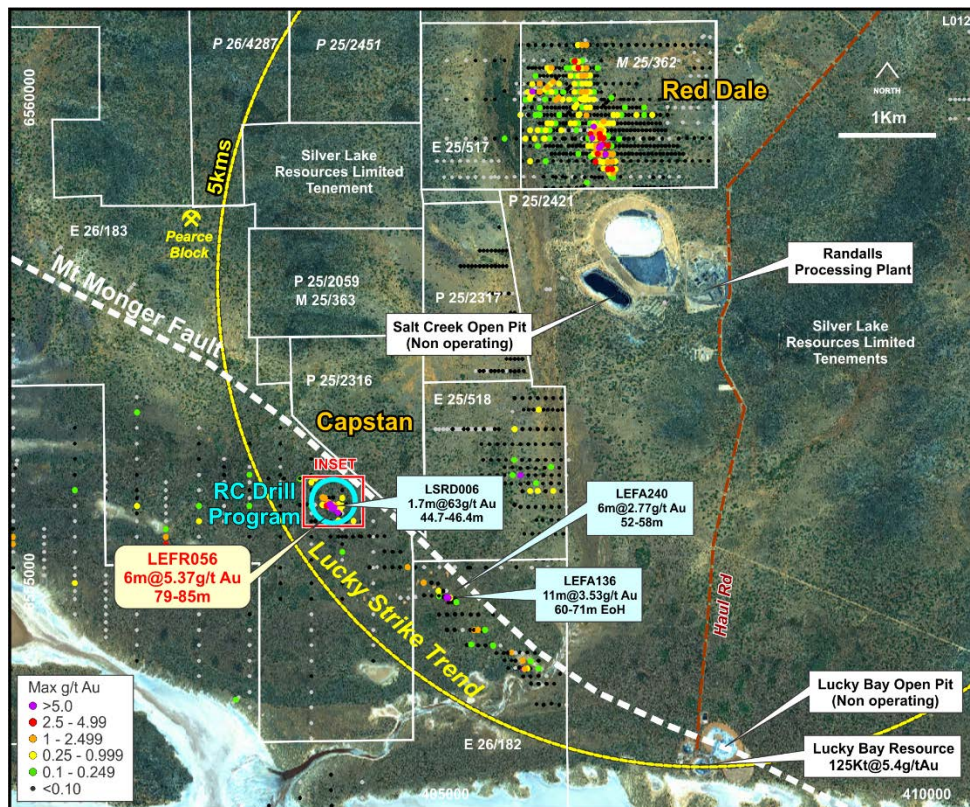 P 26/4287
P 25/2451
L012
M 25/362
Red Dale
NORTH
1Km
6560000
5kms
Silver Lake
Resources Limited
Tenement
E 25/517
P 25/2421
E 26/183
Pearce
Block
Randalls
Processing Plant
Mt Monger Fault
P 25/2059
M 25/363
P 25/2317
Salt Creek Open Pit
(Non operating)
Silver Lake
Resources Limited
Tenements
P 25/2316
E 25/518
Capstan
INSET
RC Drill
Program
LSRD006
1.7m@63g/t Au
44.7-46.4m
LEFA240
6m@2.77g/t Au
52-58m
LEFR056
6m@5.37g/t Au
79-85m
LEFA136
11m@3.53g/t Au
60-71m EoH
Lucky Strike Trend
Haul Rd
Max g/t Au
>5.0
2.5 - 4.99
1 - 2.499
0.25 - 0.999
0.1 - 0.249
<0.10
Lucky Bay Open Pit
(Non operating)
E 26/182
Lucky Bay Resource
125Kt@5.4g/tAu
405000
410000